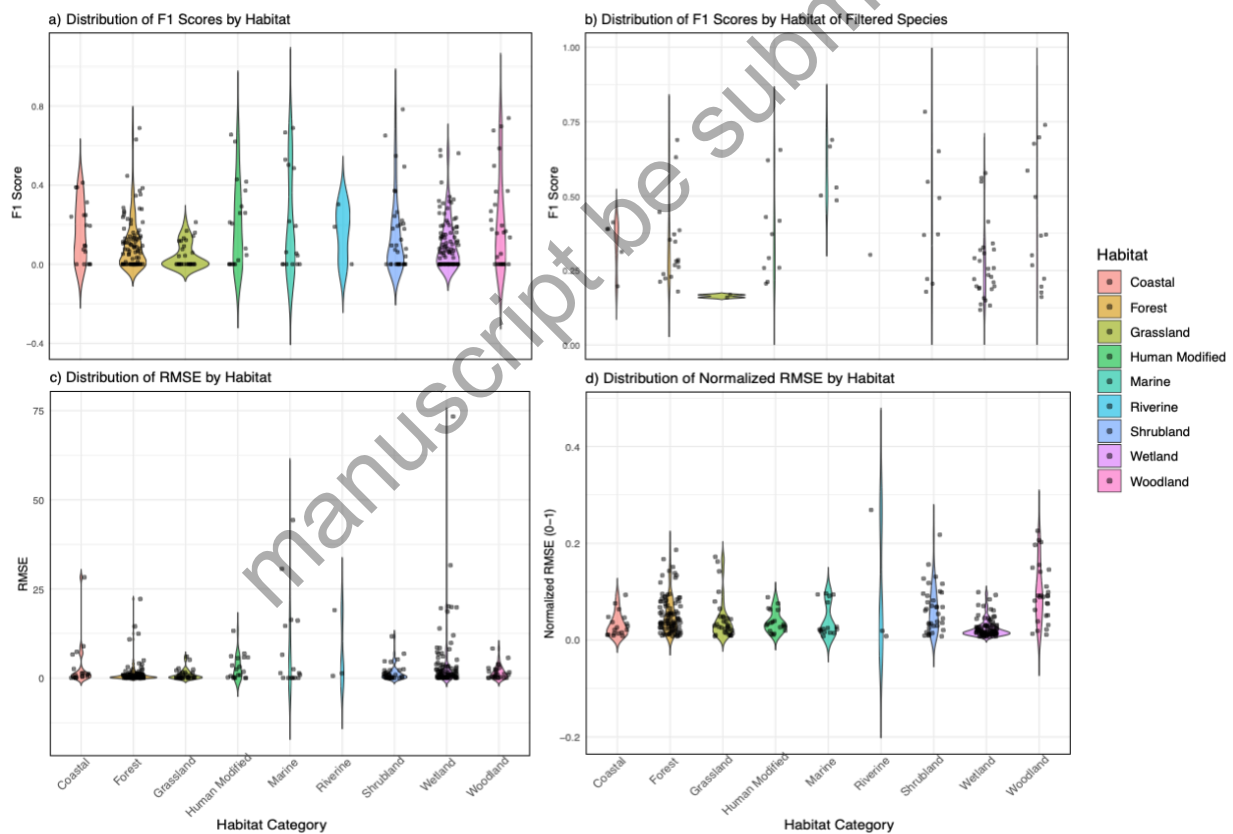 a) Distribution of F1 Scores by Habitat
b) Distribution of F1 Scores by Habitat of Filtered Species
F1 Score
0.8
0.4
0.0
−0.4
F1 Score
1.00
0.75
0.50
0.25
0.00
c) Distribution of RMSE by Habitat
d) Distribution of Normalized RMSE by Habitat
RMSE
75
50
25
0
Normalized RMSE (0−1)
0.4
0.2
0.0
−0.2
Coastal
Forest
Grassland
Human Modified
Marine
Riverine
Shrubland
Wetland
Woodland
Habitat Category
Coastal
Forest
Grassland
Human Modified
Marine
Riverine
Shrubland
Wetland
Woodland
Habitat Category
Habitat
Coastal
Forest
Grassland
Human Modified
Marine
Riverine
Shrubland
Wetland
Woodland
manuscript be